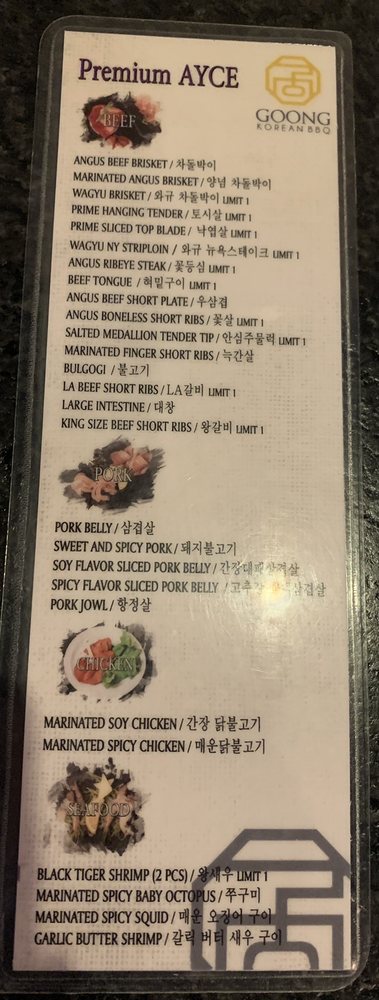 Premium AYCE
GOONG
KOREAN BBQ
BEEF
ANGUS BEEF BRISKET / 차돌박이
MARINATED ANGUS BRISKET / 양념 차돌박이
WAGYU BRISKET / 와규 차돌박이 LIMIT 1
PRIME HANGING TENDER / 토시살 LIMIT 1
PRIME SLICED TOP BLADE / 낙엽살 LIMIT 1
WAGYU NY STRIPLOIN / 와규 뉴욕스테이크 LIMIT 1
ANGUS RIBEYE STEAK / 꽃등심 LIMIT 1
BEEF TONGUE / 혀밑구이 LIMIT 1
ANGUS BEEF SHORT PLATE / 우삼겹
ANGUS BONELESS SHORT RIBS / 꽃살 LIMIT 1
SALTED MEDALLION TENDER TIP / 안심주물럭 LIMIT 1
MARINATED FINGER SHORT RIBS / 늑간살
BULGOGI / 불고기
LA BEEF SHORT RIBS / LA갈비 LIMIT 1
LARGE INTESTINE / 대창
KING SIZE BEEF SHORT RIBS / 왕갈비 LIMIT 1
PORK
PORK BELLY / 삼겹살
SWEET AND SPICY PORK / 돼지불고기
SOY FLAVOR SLICED PORK BELLY / 간장대패삼겹살
SPICY FLAVOR SLICED PORK BELLY /
PORK JOWL / 항정살
CHICKEN
MARINATED SOY CHICKEN / 간장 닭불고기
MARINATED SPICY CHICKEN / 매운닭불고기
SEAFOOD
BLACK TIGER SHRIMP (2 PCS) / 왕새우 LIMIT 1
MARINATED SPICY BABY OCTOPUS / 쭈구미
MARINATED SPICY SQUID / 매운 오징어 구이
GARLIC BUTTER SHRIMP / 갈릭 버터 새우 구이